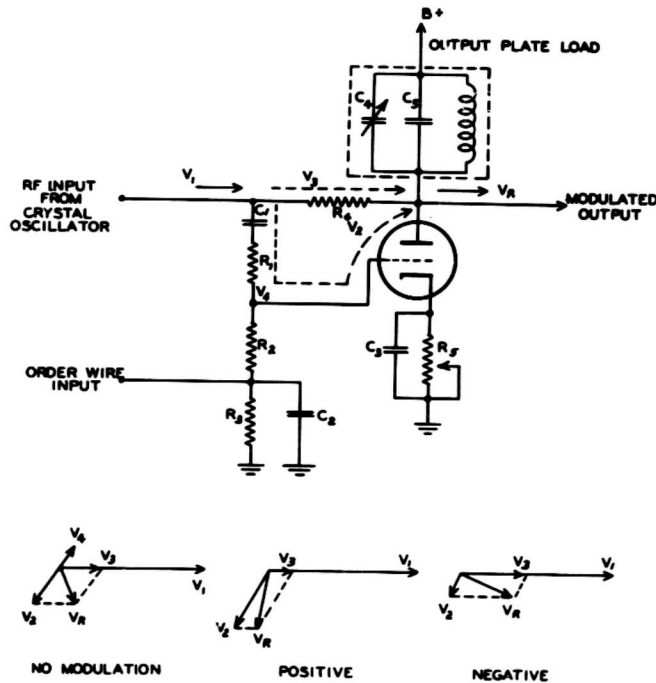 B+
OUTPUT PLATE LOAD
C4
C5
V1
V3
VR
RF INPUT
FROM
CRYSTAL
OSCILLATOR
C1
R4
V2
MODULATED
OUTPUT
R1
V4
R2
C3
R5
ORDER WIRE
INPUT
R3
C2
V4
V3
V1
V2
VR
V3
V1
V2
VR
V3
V1
V2
VR
NO MODULATION
POSITIVE
NEGATIVE